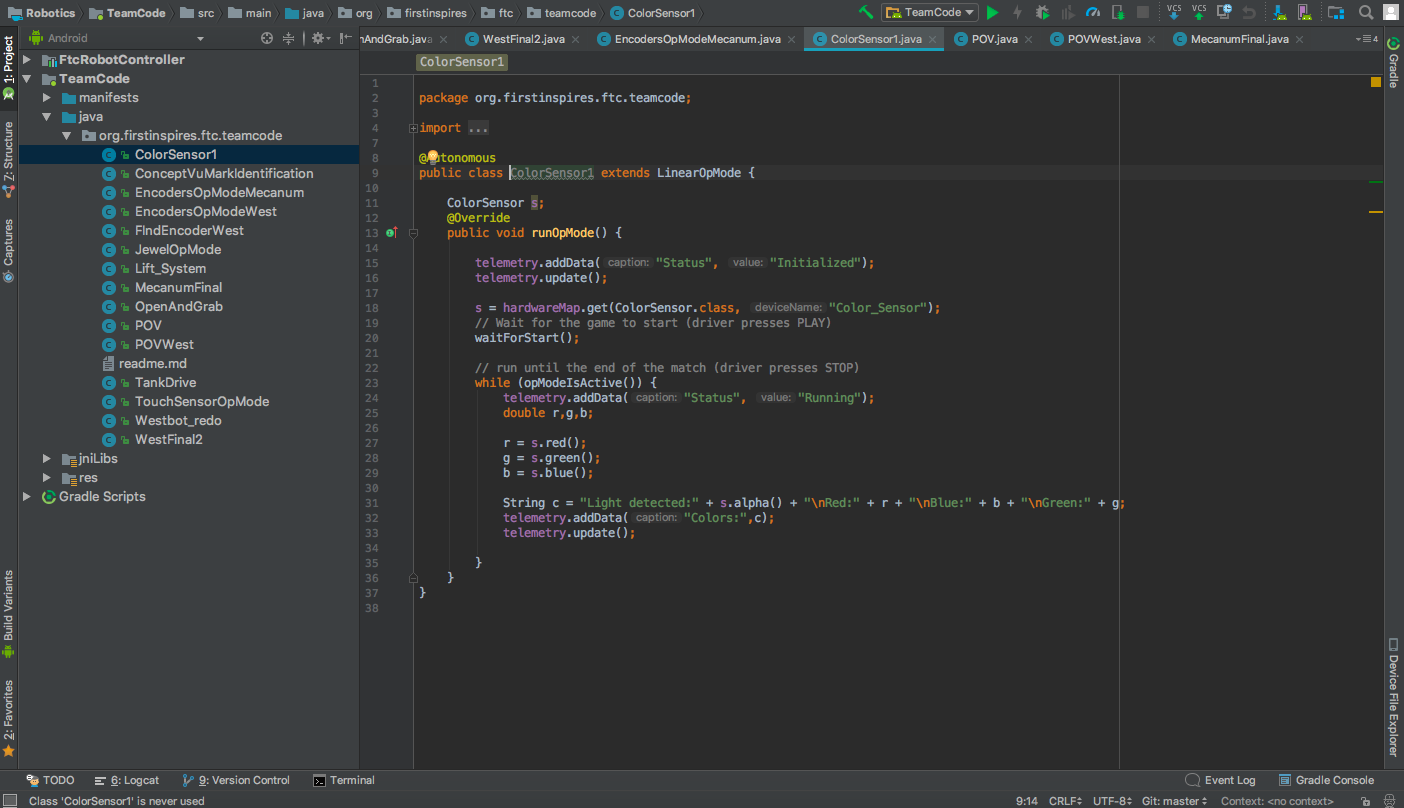 Robotics TeamCode src main java org firstinspires ftc teamcode ColorSensor1 TeamCode VCS VCS
Android
nAndGrab.java WestFinal2.java EncodersOpModeMecanum.java ColorSensor1.java POV.java POVWest.java MecanumFinal.java 4
1: Project
Z: Structure
Captures
Build Variants
2: Favorites
FtcRobotController
TeamCode
manifests
java
org.firstinspires.ftc.teamcode
ColorSensor1
ConceptVuMarkIdentification
EncodersOpModeMecanum
EncodersOpModeWest
FIndEncoderWest
JewelOpMode
Lift_System
MecanumFinal
OpenAndGrab
POV
POVWest
readme.md
TankDrive
TouchSensorOpMode
Westbot_redo
WestFinal2
jniLibs
res
Gradle Scripts
ColorSensor1
1
2 package org.firstinspires.ftc.teamcode;
3
4 import ...
7
8 @Autonomous
9 public class ColorSensor1 extends LinearOpMode {
10
11 ColorSensor s;
12 @Override
13 public void runOpMode() {
14
15 telemetry.addData( caption: "Status", value: "Initialized");
16 telemetry.update();
17
18 s = hardwareMap.get(ColorSensor.class, deviceName: "Color_Sensor");
19 // Wait for the game to start (driver presses PLAY)
20 waitForStart();
21
22 // run until the end of the match (driver presses STOP)
23 while (opModeIsActive()) {
24 telemetry.addData( caption: "Status", value: "Running");
25 double r,g,b;
26
27 r = s.red();
28 g = s.green();
29 b = s.blue();
30
31 String c = "Light detected:" + s.alpha() + "\nRed:" + r + "\nBlue:" + b + "\nGreen:" + g;
32 telemetry.addData( caption: "Colors:",c);
33 telemetry.update();
34
35 }
36 }
37 }
38
Gradle
Device File Explorer
TODO 6: Logcat 9: Version Control Terminal Event Log Gradle Console
Class 'ColorSensor1' is never used 9:14 CRLF UTF-8 Git: master Context: <no context>